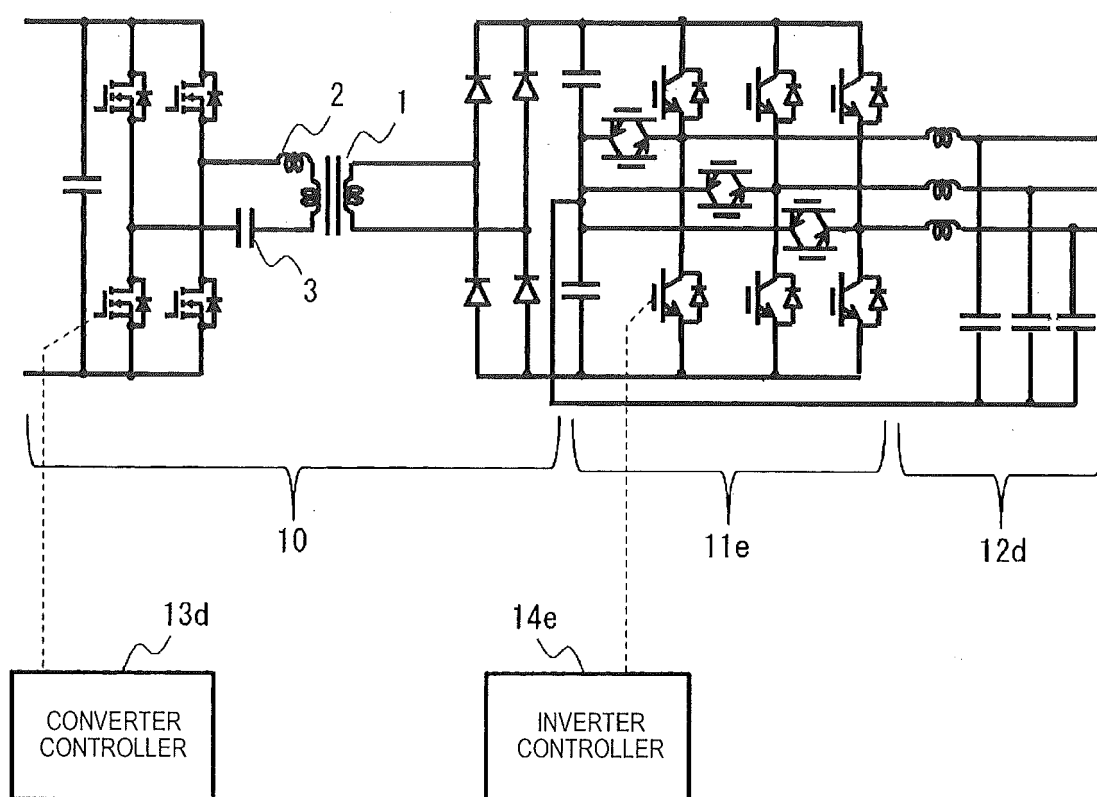 2
1
3
10
11e
12d
13d
14e
CONVERTER
CONTROLLER
INVERTER
CONTROLLER